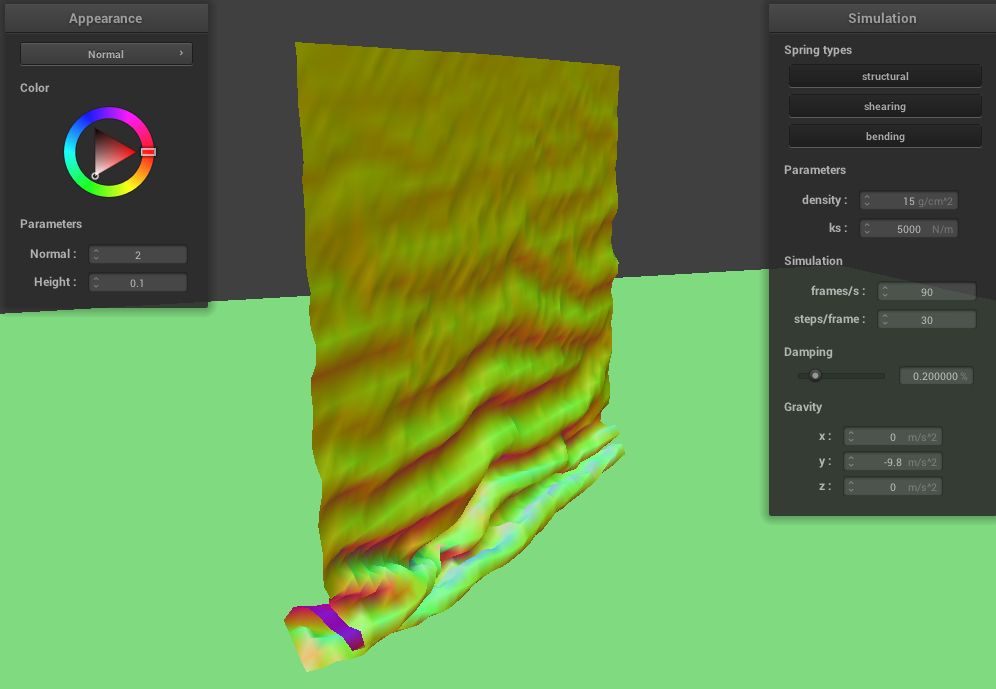 Appearance
Normal
Color
Parameters
Normal :
2
Height :
0.1
Simulation
Spring types
structural
shearing
bending
Parameters
density :
15 g/cm^2
ks :
5000 N/m
Simulation
frames/s :
90
steps/frame :
30
Damping
0.200000 %
Gravity
x :
0 m/s^2
y :
-9.8 m/s^2
z :
0 m/s^2